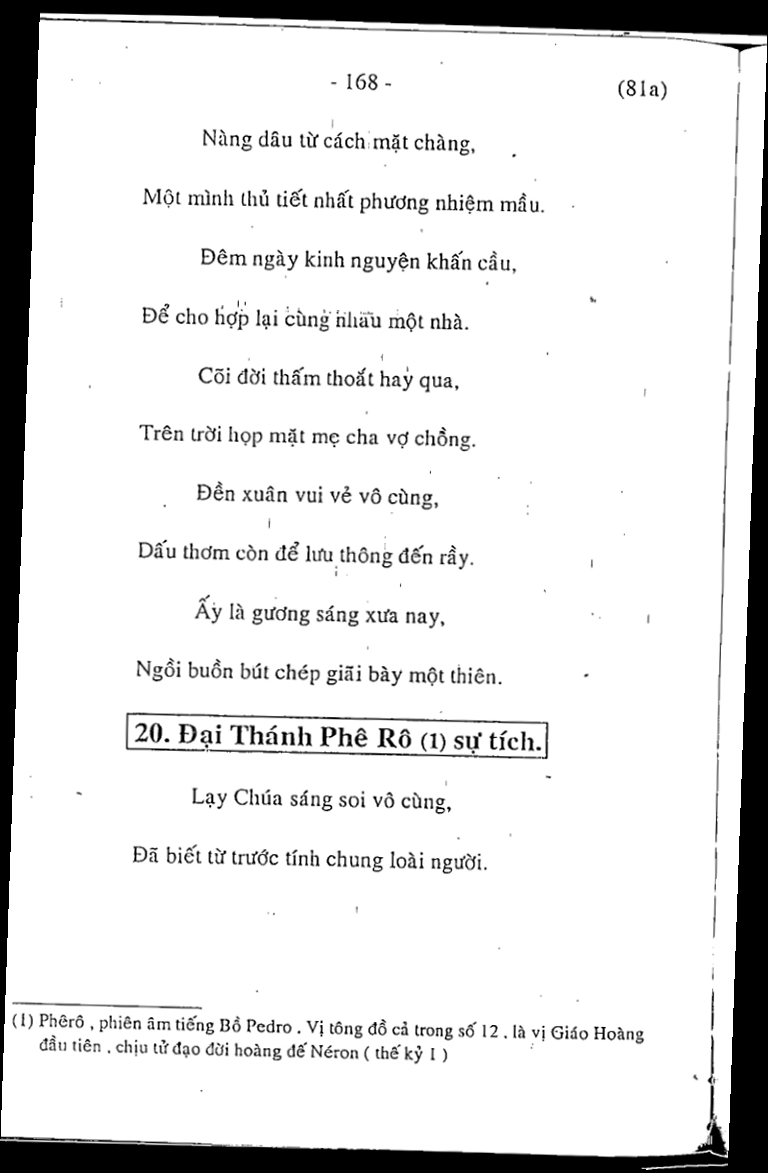 - 168 -
(81a)
Nàng dâu từ cách mặt chàng,
Một mình thủ tiết nhất phương nhiệm mầu.
Đêm ngày kinh nguyện khấn cầu,
Để cho hợp lại cùng nhau một nhà.
Cõi đời thấm thoắt hay qua,
Trên trời họp mặt mẹ cha vợ chồng.
Đền xuân vui vẻ vô cùng,
Dấu thơm còn để lưu thông đến rầy.
Ấy là gương sáng xưa nay,
Ngồi buồn bút chép giãi bày một thiên.
20. Đại Thánh Phê Rô (1) sự tích.
Lạy Chúa sáng soi vô cùng,
Đã biết từ trước tính chung loài người.
(1) Phêrô , phiên âm tiếng Bồ Pedro . Vị tông đồ cả trong số 12 , là vị Giáo Hoàng
đầu tiên , chịu tử đạo đời hoàng đế Néron ( thế kỷ I )